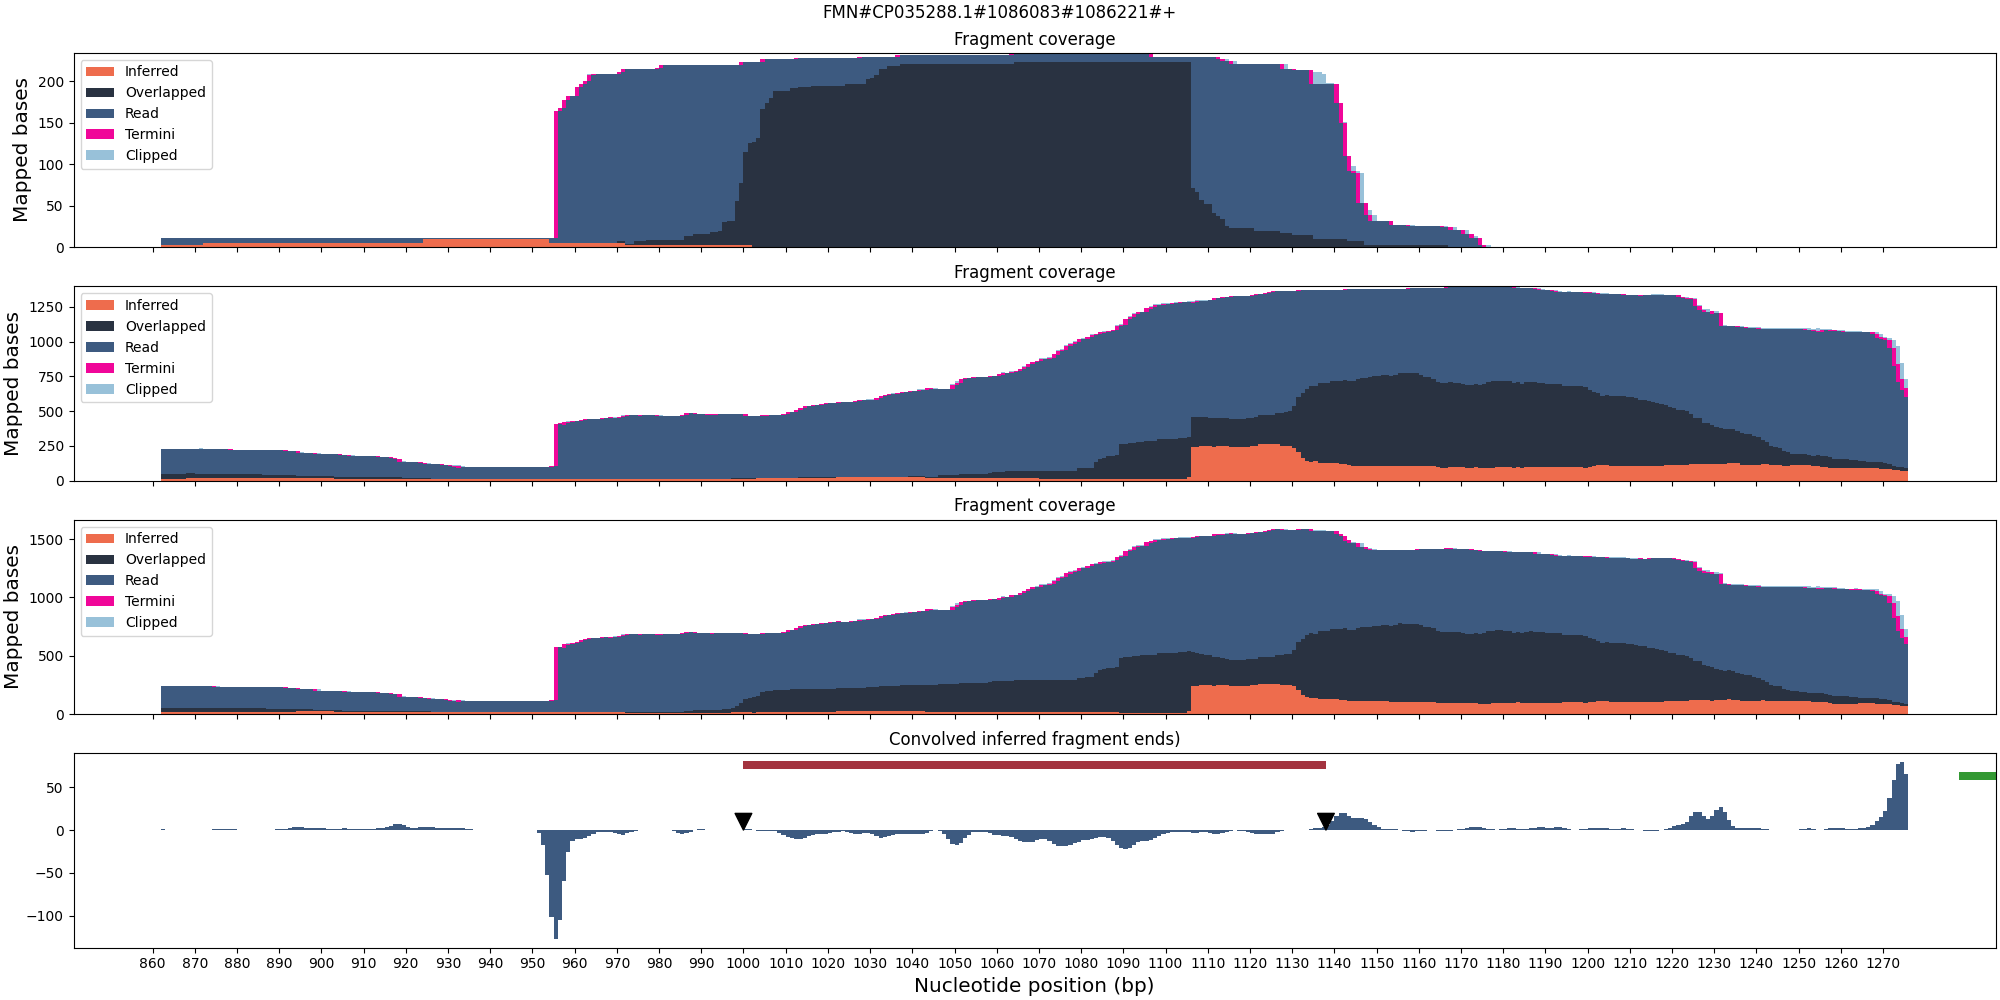 FMN#CP035288.1#1086083#1086221#+
Fragment coverage
Mapped bases
200
150
100
50
0
Inferred
Overlapped
Read
Termini
Clipped
Fragment coverage
Mapped bases
1250
1000
750
500
250
0
Inferred
Overlapped
Read
Termini
Clipped
Fragment coverage
Mapped bases
1500
1000
500
0
Inferred
Overlapped
Read
Termini
Clipped
Convolved inferred fragment ends)
50
0
−50
−100
860 870 880 890 900 910 920 930 940 950 960 970 980 990 1000 1010 1020 1030 1040 1050 1060 1070 1080 1090 1100 1110 1120 1130 1140 1150 1160 1170 1180 1190 1200 1210 1220 1230 1240 1250 1260 1270
Nucleotide position (bp)